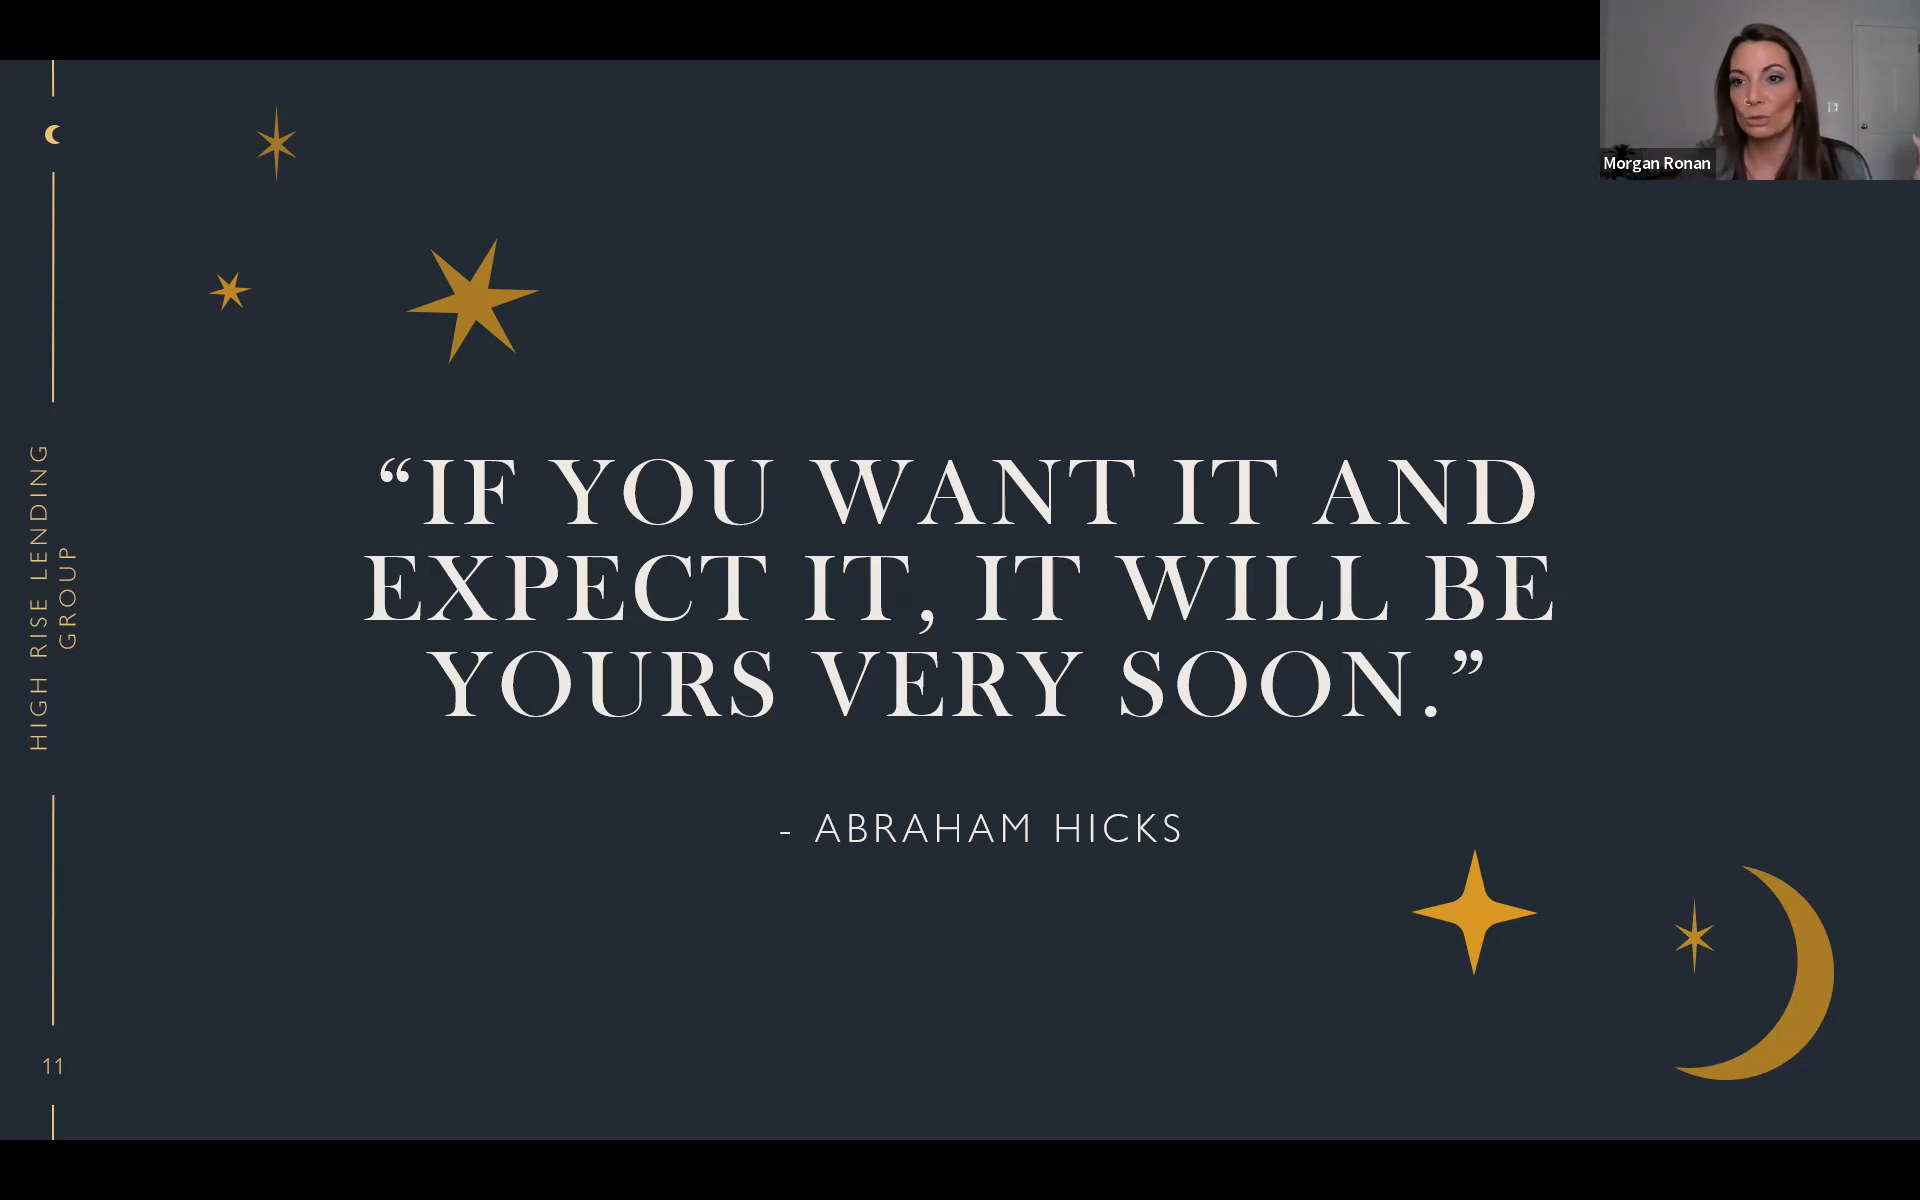 Morgan Ronan
HIGH RISE LENDING
GROUP
“IF YOU WANT IT AND
EXPECT IT, IT WILL BE
YOURS VERY SOON.”
- ABRAHAM HICKS
11